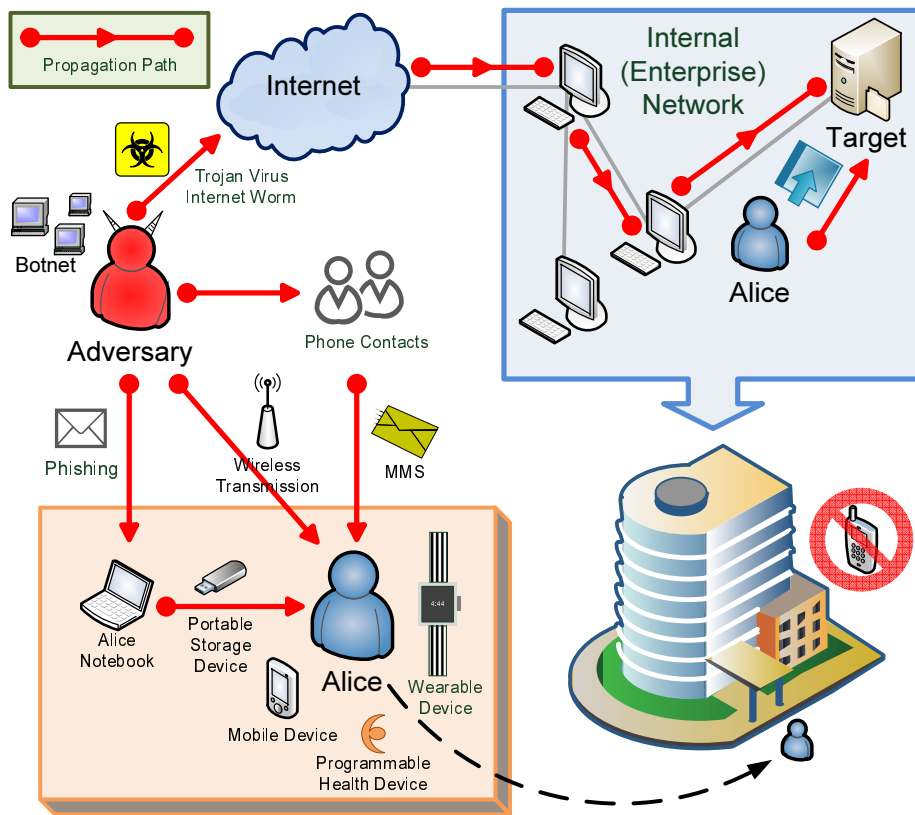 Propagation Path
Internet
Internal
(Enterprise)
Network
Target
Trojan Virus
Internet Worm
Botnet
Alice
Adversary
Phone Contacts
Phishing
Wireless
Transmission
MMS
4:44
Alice
Notebook
Portable
Storage
Device
Alice
Wearable
Device
Mobile Device
Programmable
Health Device